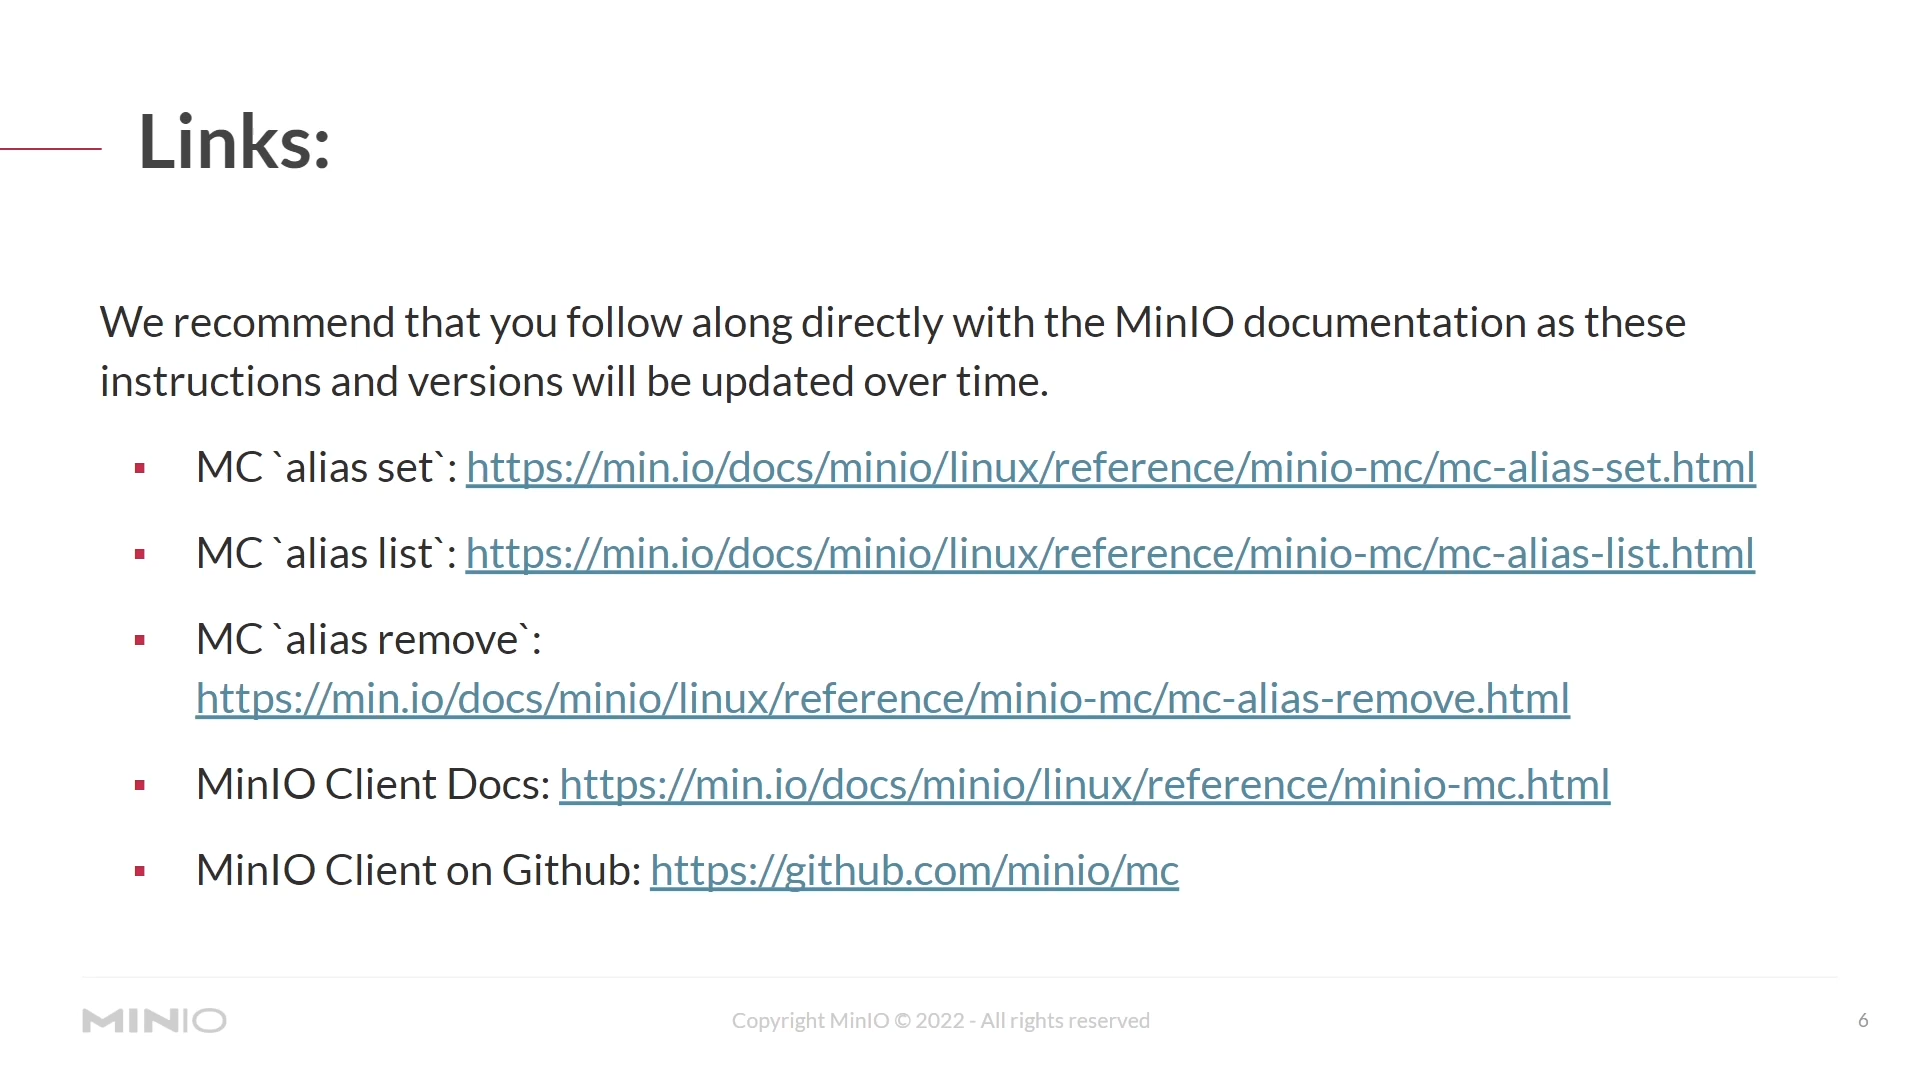 Links:
We recommend that you follow along directly with the MinIO documentation as these
instructions and versions will be updated over time.
▪ MC `alias set`: https://min.io/docs/minio/linux/reference/minio-mc/mc-alias-set.html
▪ MC `alias list`: https://min.io/docs/minio/linux/reference/minio-mc/mc-alias-list.html
▪ MC `alias remove`:
https://min.io/docs/minio/linux/reference/minio-mc/mc-alias-remove.html
▪ MinIO Client Docs: https://min.io/docs/minio/linux/reference/minio-mc.html
▪ MinIO Client on Github: https://github.com/minio/mc
MINIO
Copyright MinIO © 2022 - All rights reserved
6